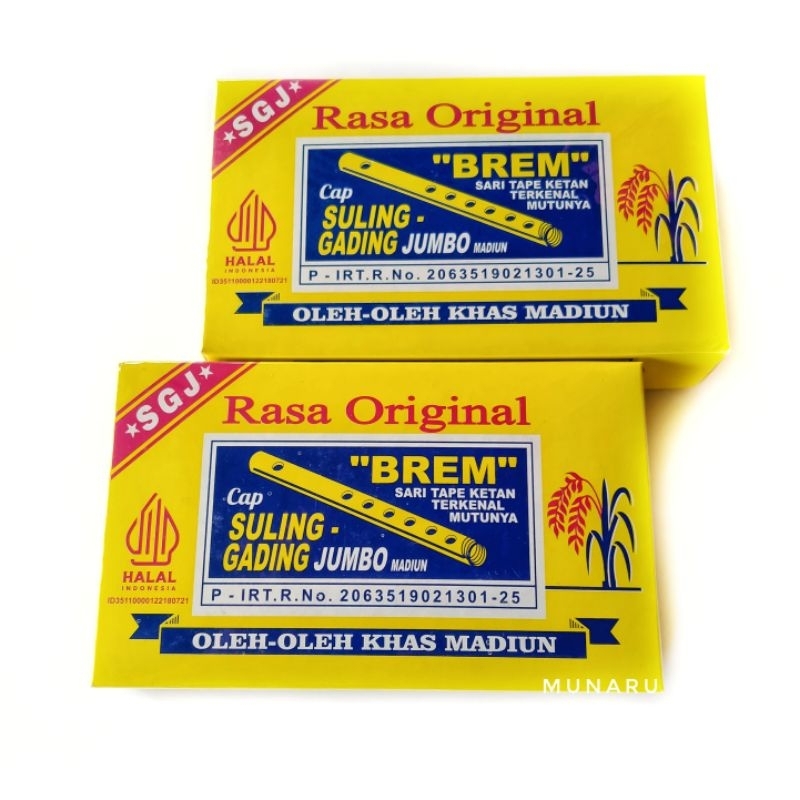 ★SGJ★
Rasa Original
"BREM"
SARI TAPE KETAN
TERKENAL
MUTUNYA
Cap
SULING -
GADING JUMBO MADIUN
HALAL
INDONESIA
ID35110000122180721
P - IRT.R.No. 2063519021301-25
OLEH-OLEH KHAS MADIUN
★SGJ★
Rasa Original
"BREM"
SARI TAPE KETAN
TERKENAL
MUTUNYA
Cap
SULING -
GADING JUMBO MADIUN
HALAL
INDONESIA
ID35110000122180721
P - IRT.R.No. 2063519021301-25
OLEH-OLEH KHAS MADIUN
MUNARU